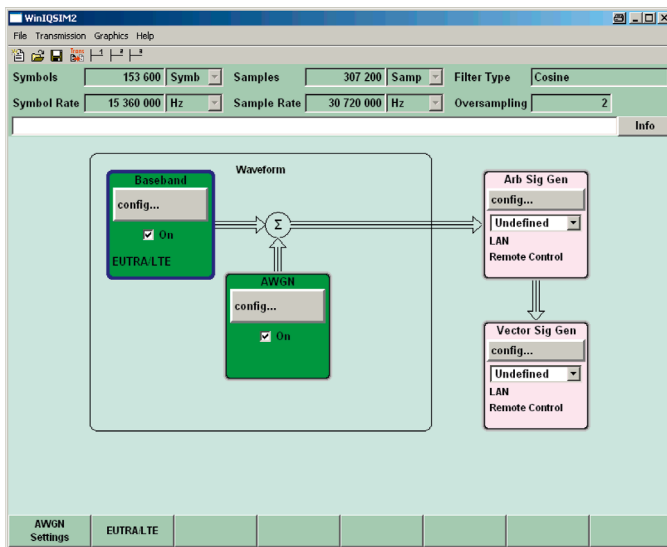 WinIQSIM2
File Transmission Graphics Help
Symbols 153 600 Symb Samples 307 200 Samp Filter Type Cosine
Symbol Rate 15 360 000 Hz Sample Rate 30 720 000 Hz Oversampling 2
Info
Waveform
Baseband
config...
On
EUTRA/LTE
Σ
AWGN
config...
On
Arb Sig Gen
config...
Undefined
LAN
Remote Control
Vector Sig Gen
config...
Undefined
LAN
Remote Control
AWGN
Settings
EUTRA/LTE